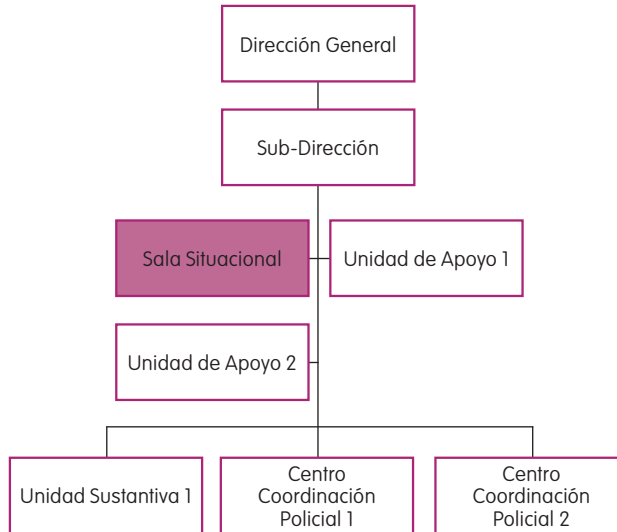 Dirección General
Sub-Dirección
Sala Situacional
Unidad de Apoyo 1
Unidad de Apoyo 2
Unidad Sustantiva 1
Centro
Coordinación
Policial 1
Centro
Coordinación
Policial 2